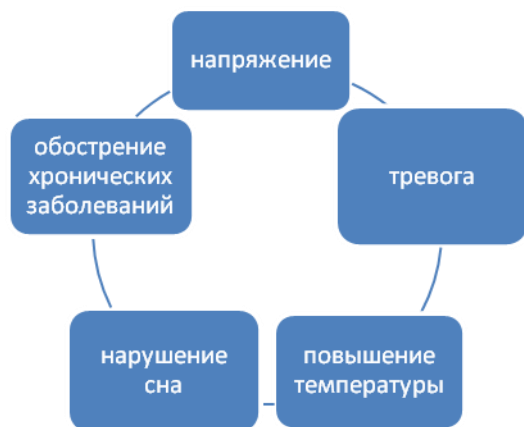 напряжение
тревога
повышение
температуры
нарушение
сна
обострение
хронических
заболеваний